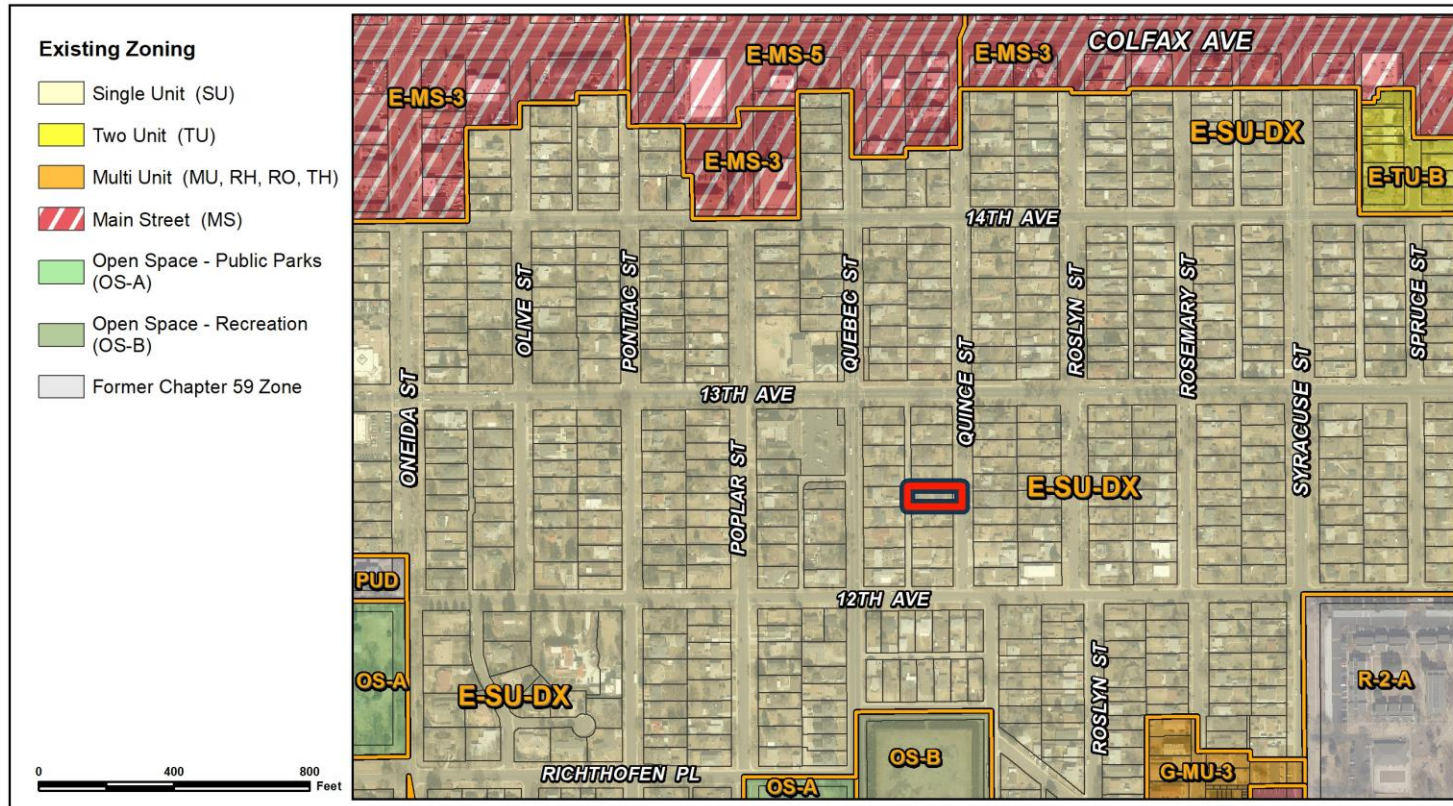 Existing Zoning
Single Unit (SU)
Two Unit (TU)
Multi Unit (MU, RH, RO, TH)
Main Street (MS)
Open Space - Public Parks
(OS-A)
Open Space - Recreation
(OS-B)
Former Chapter 59 Zone
0 400 800
Feet
COLFAX AVE
E-MS-5
E-MS-3
E-MS-3
E-MS-3
E-SU-DX
E-TU-B
14TH AVE
OLIVE ST
PONTIAC ST
QUEBEC ST
QUINCE ST
ROSLYN ST
ROSEMARY ST
SPRUCE ST
ONEIDA ST
13TH AVE
POPLAR ST
SYRACUSE ST
E-SU-DX
PUD
12TH AVE
OS-A
E-SU-DX
ROSLYN ST
R-2-A
OS-B
G-MU-3
RICHTHOFEN PL
OS-A